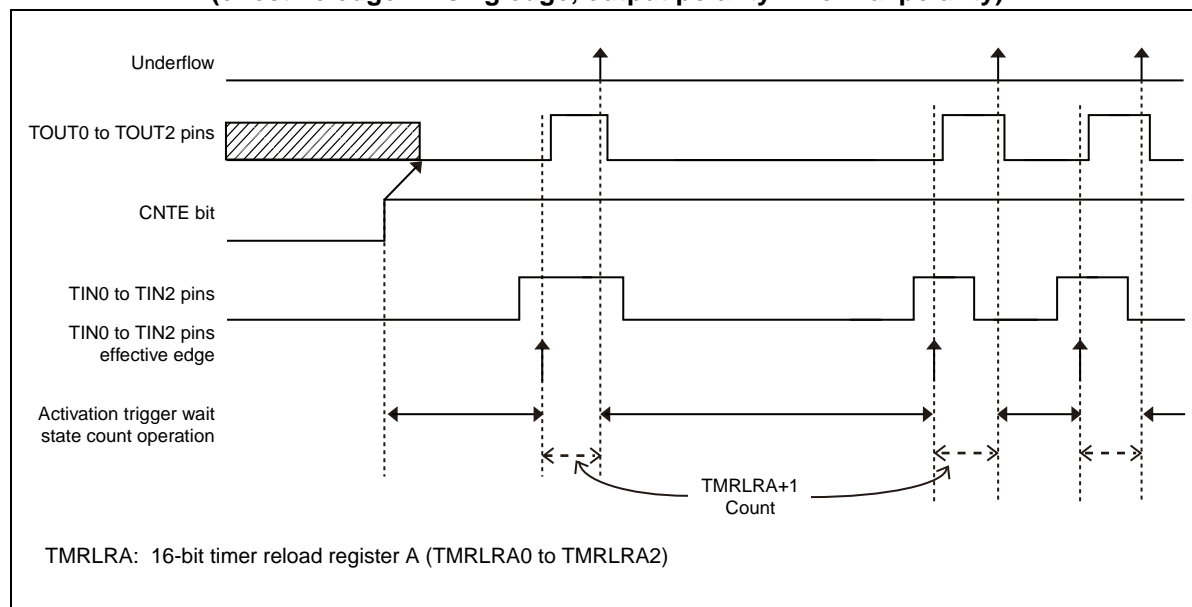 Underflow
TOUT0 to TOUT2 pins
CNTE bit
TIN0 to TIN2 pins
TIN0 to TIN2 pins
effective edge
Activation trigger wait
state count operation
TMRLRA+1
Count
TMRLRA: 16-bit timer reload register A (TMRLRA0 to TMRLRA2)